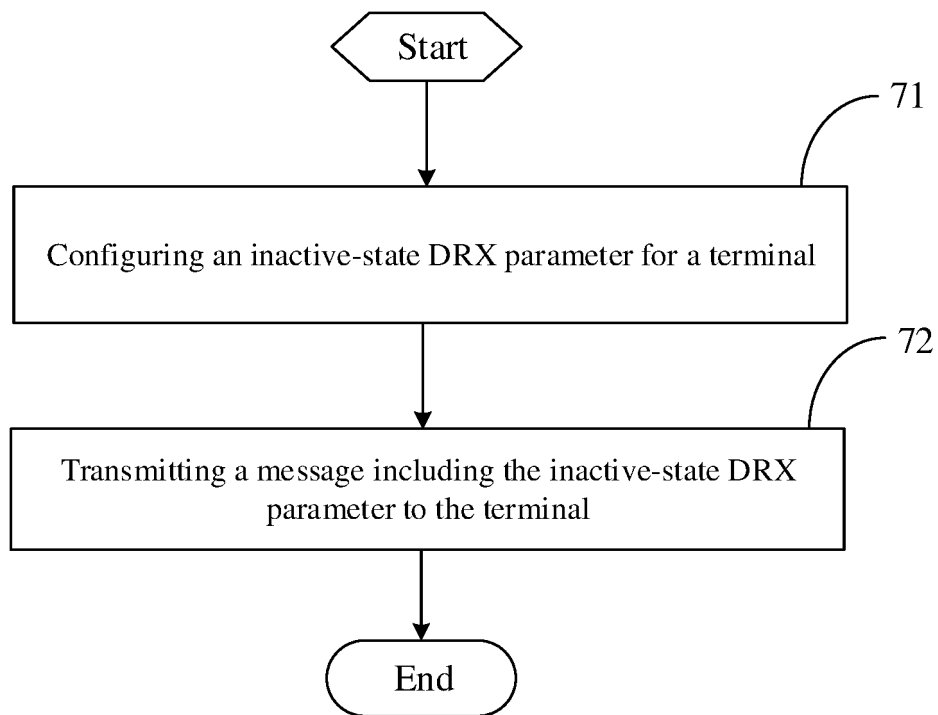 Start
71
Configuring an inactive-state DRX parameter for a terminal
72
Transmitting a message including the inactive-state DRX
parameter to the terminal
End